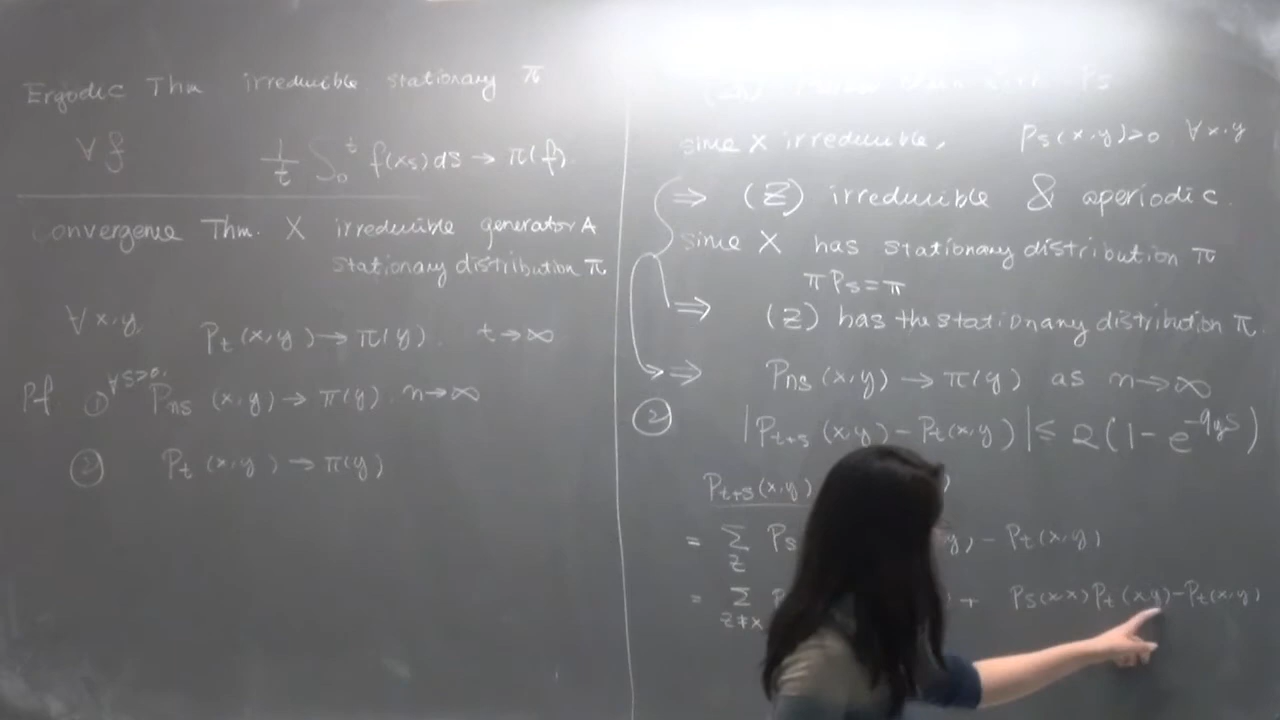 Ergodic Thm irreducible stationary π
∀ f 1/t ∫₀ᵗ f(xs)ds → π(f)
Convergence Thm. X irreducible generator A
stationary distribution π
∀ x,y, Pt(x,y) → π(y). t → ∞
Pf. ① ∀s>0. Pns (x,y) → π(y). n → ∞
② Pt (x,y) → π(y)
since X irreducible, Ps(x,y)>0 ∀x,y
⇒ (Z) irreducible & aperiodic.
since X has stationary distribution π
πPs = π
⇒ (Z) has the stationary distribution π.
⇒ Pns (x,y) → π(y) as n → ∞
② |Pt+s (x,y) - Pt(x,y)| ≤ 2(1 - e^-qys)
Pt+s(x,y) )
= Σz Ps y) - Pt(x,y)
= Σz≠x P ) + Ps(x,x)Pt(x,y) - Pt(x,y)